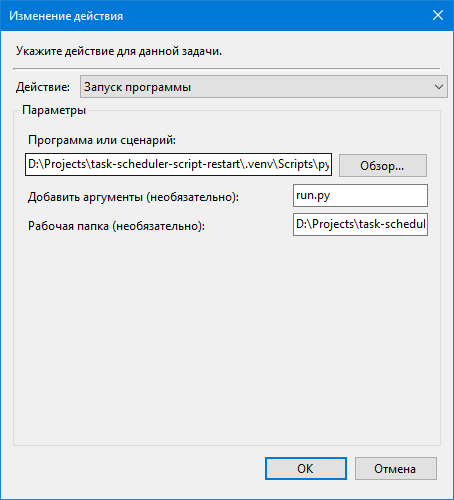 Изменение действия
Укажите действие для данной задачи.
Действие: Запуск программы
Параметры
Программа или сценарий:
D:\Projects\task-scheduler-script-restart\.venv\Scripts\py Обзор...
Добавить аргументы (необязательно): run.py
Рабочая папка (необязательно): D:\Projects\task-schedul
OK Отмена